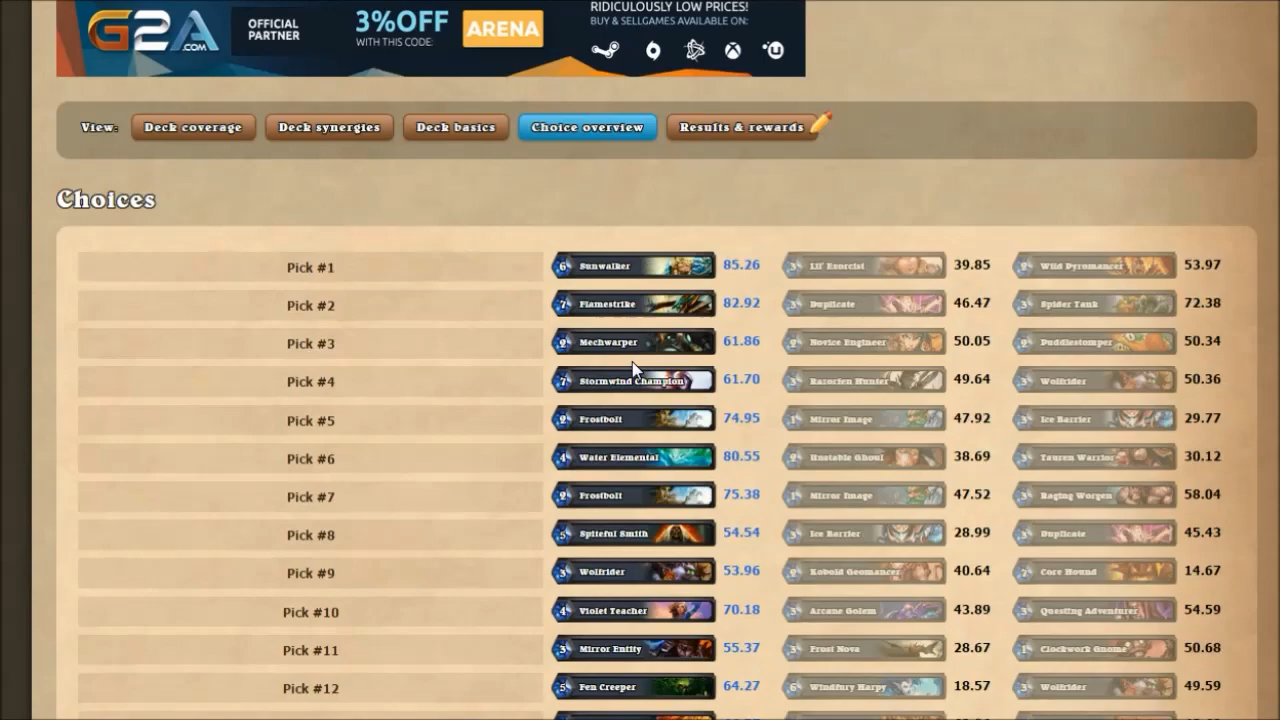 G2A.COM
OFFICIAL
PARTNER
3%OFF
WITH THIS CODE:
ARENA
RIDICULOUSLY LOW PRICES!
BUY & SELLGAMES AVAILABLE ON:
View: Deck coverage Deck synergies Deck basics Choice overview Results & rewards
Choices
Pick #1 6 Sunwalker 85.26 3 Lil' Exorcist 39.85 2 Wild Pyromancer 53.97
Pick #2 7 Flamestrike 82.92 3 Duplicate 46.47 3 Spider Tank 72.38
Pick #3 2 Mechwarper 61.86 2 Novice Engineer 50.05 2 Puddlestomper 50.34
Pick #4 7 Stormwind Champion 61.70 3 Razorfen Hunter 49.64 3 Wolfrider 50.36
Pick #5 2 Frostbolt 74.95 1 Mirror Image 47.92 3 Ice Barrier 29.77
Pick #6 4 Water Elemental 80.55 2 Unstable Ghoul 38.69 3 Tauren Warrior 30.12
Pick #7 2 Frostbolt 75.38 1 Mirror Image 47.52 3 Raging Worgen 58.04
Pick #8 5 Spiteful Smith 54.54 3 Ice Barrier 28.99 3 Duplicate 45.43
Pick #9 3 Wolfrider 53.96 2 Kobold Geomancer 40.64 7 Core Hound 14.67
Pick #10 4 Violet Teacher 70.18 3 Arcane Golem 43.89 3 Questing Adventurer 54.59
Pick #11 3 Mirror Entity 55.37 3 Frost Nova 28.67 1 Clockwork Gnome 50.68
Pick #12 5 Fen Creeper 64.27 6 Windfury Harpy 18.57 3 Wolfrider 49.59